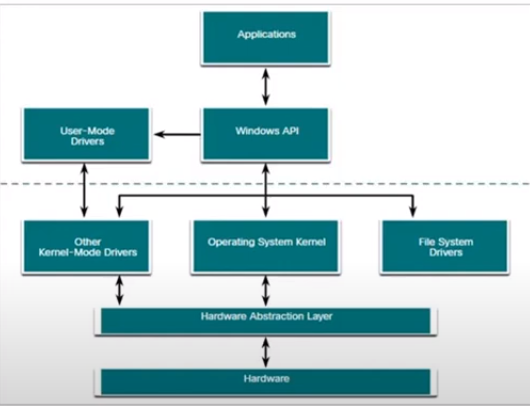 Applications
User-Mode
Drivers
Windows API
Other
Kernel-Mode Drivers
Operating System Kernel
File System
Drivers
Hardware Abstraction Layer
Hardware